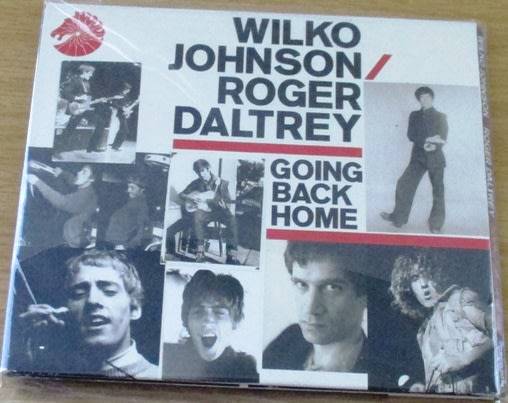 WILKO
JOHNSON/
ROGER
DALTREY
GOING
BACK
HOME